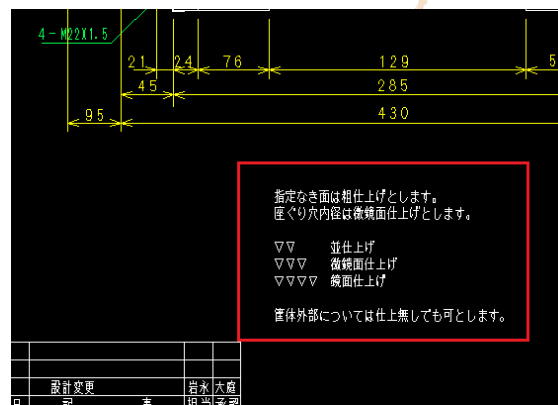 4-M22X1.5
21 24 76 129 5
45 285
95 430
指定なき面は粗仕上げとします。
座ぐり穴内径は微鏡面仕上げとします。
▽▽ 並仕上げ
▽▽▽ 微鏡面仕上げ
▽▽▽▽ 鏡面仕上げ
筐体外部については仕上無しでも可とします。
設計変更 岩永 大庭